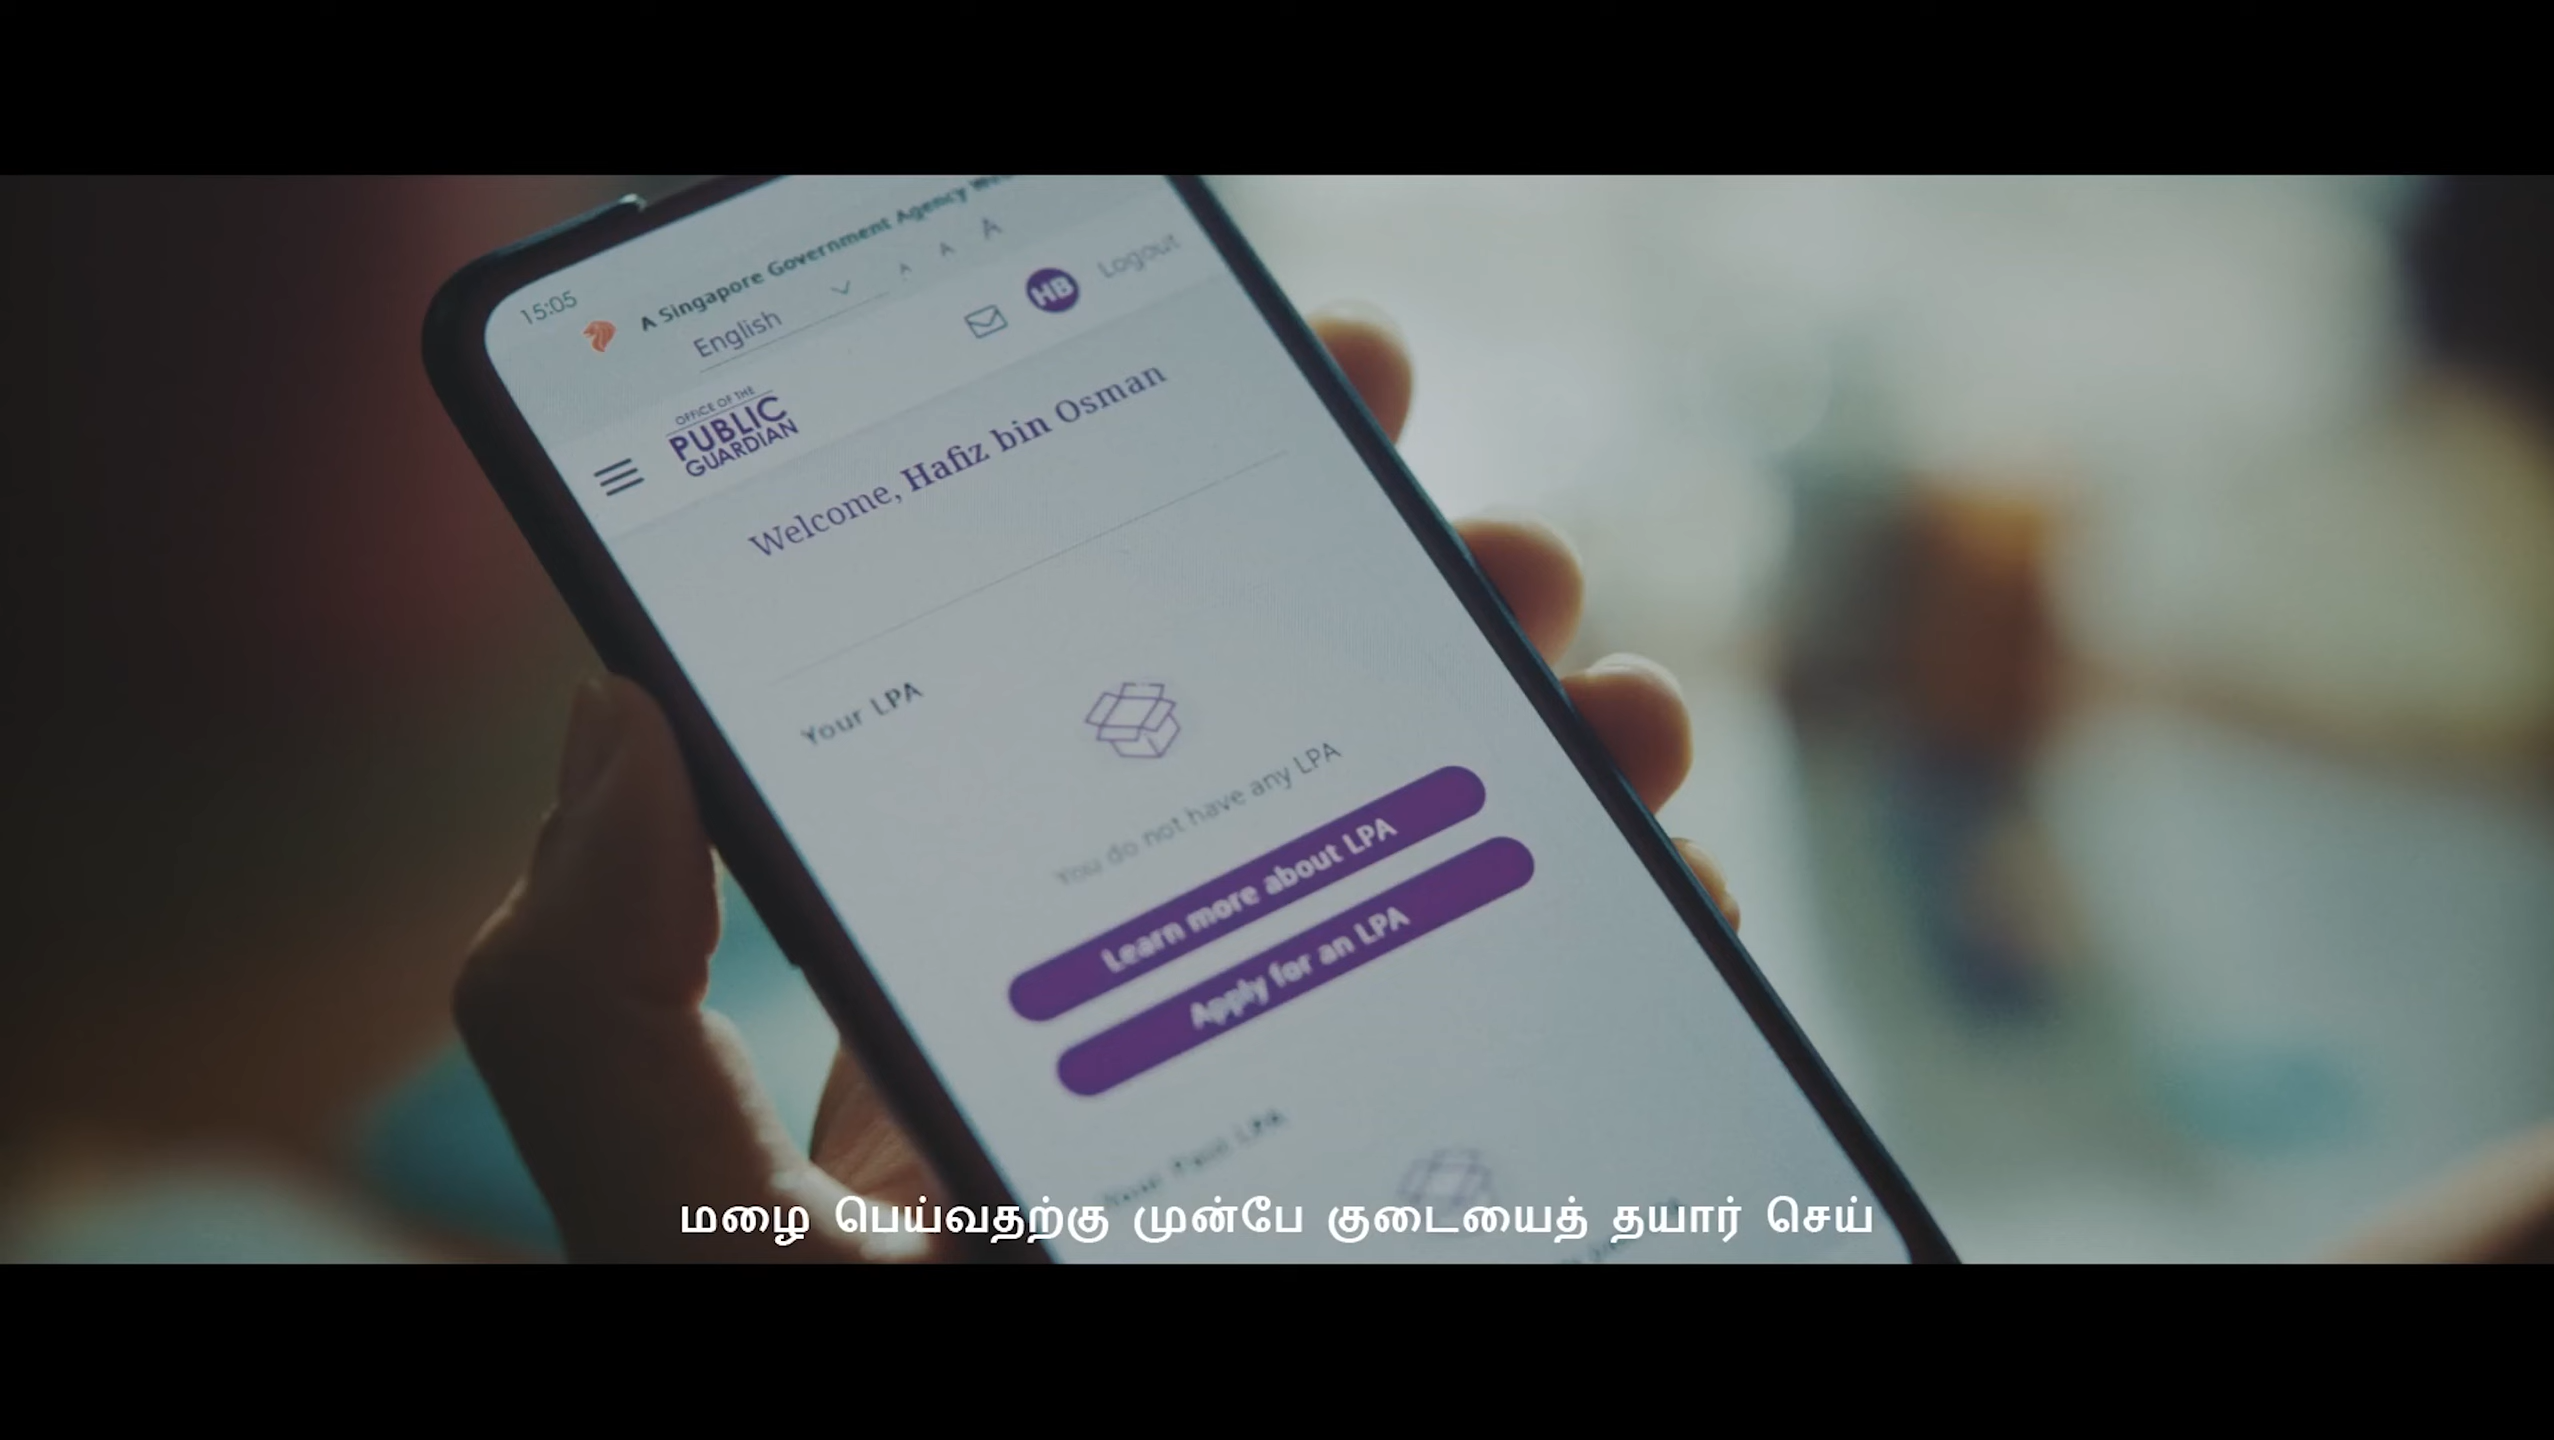 15:05
A Singapore Government Agency
English
A A A
HB
Logout
OFFICE OF THE
PUBLIC
GUARDIAN
Welcome, Hafiz bin Osman
Your LPA
You do not have any LPA
Learn more about LPA
Apply for an LPA
LPA
மழை பெய்வதற்கு முன்பே குடையைத் தயார் செய்